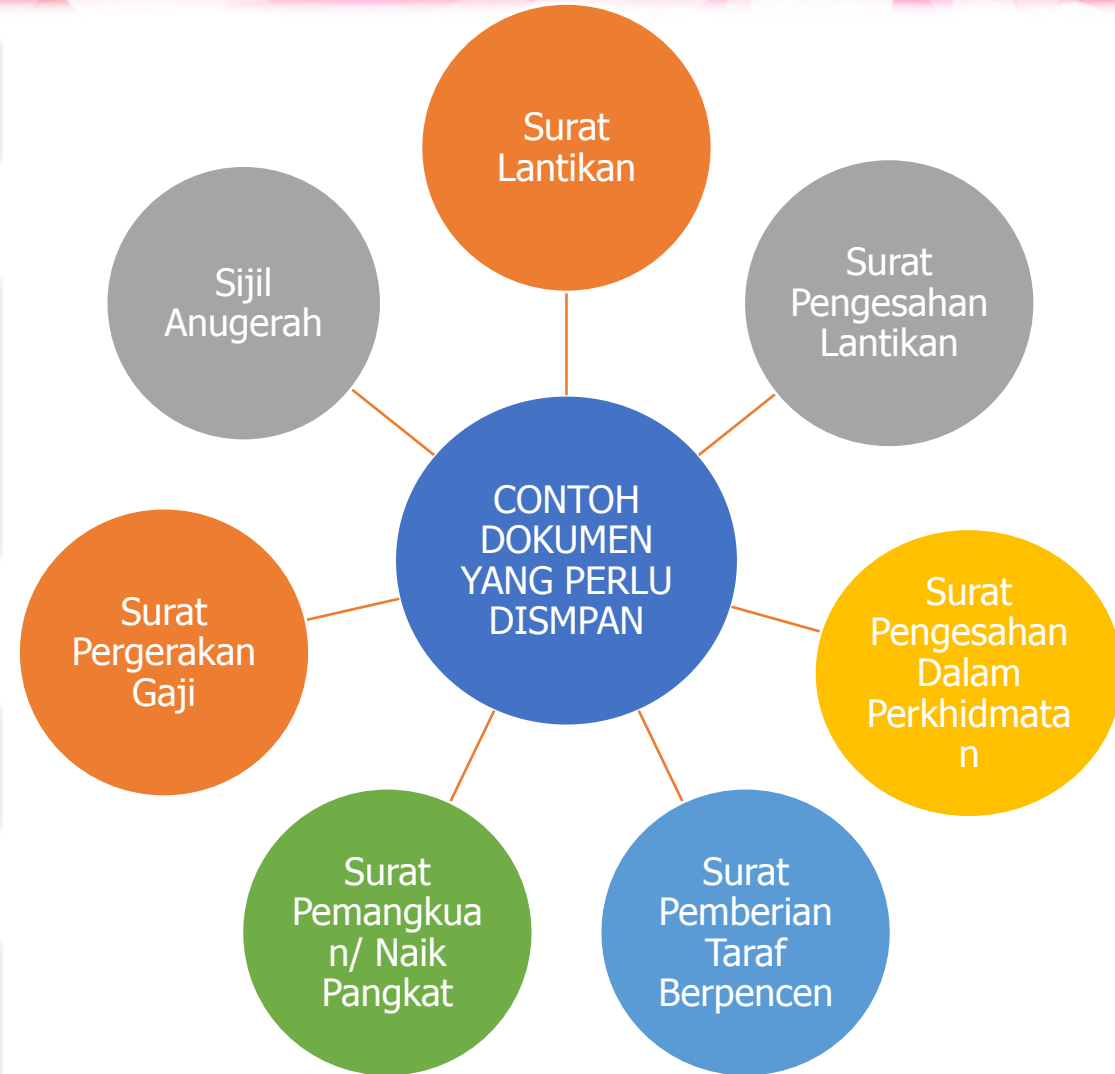 Surat
Lantikan
Surat
Pengesahan
Lantikan
Surat
Pengesahan
Dalam
Perkhidmata
n
Surat
Pemberian
Taraf
Berpencen
Surat
Pemangkua
n/ Naik
Pangkat
Surat
Pergerakan
Gaji
Sijil
Anugerah
CONTOH
DOKUMEN
YANG PERLU
DISMPAN